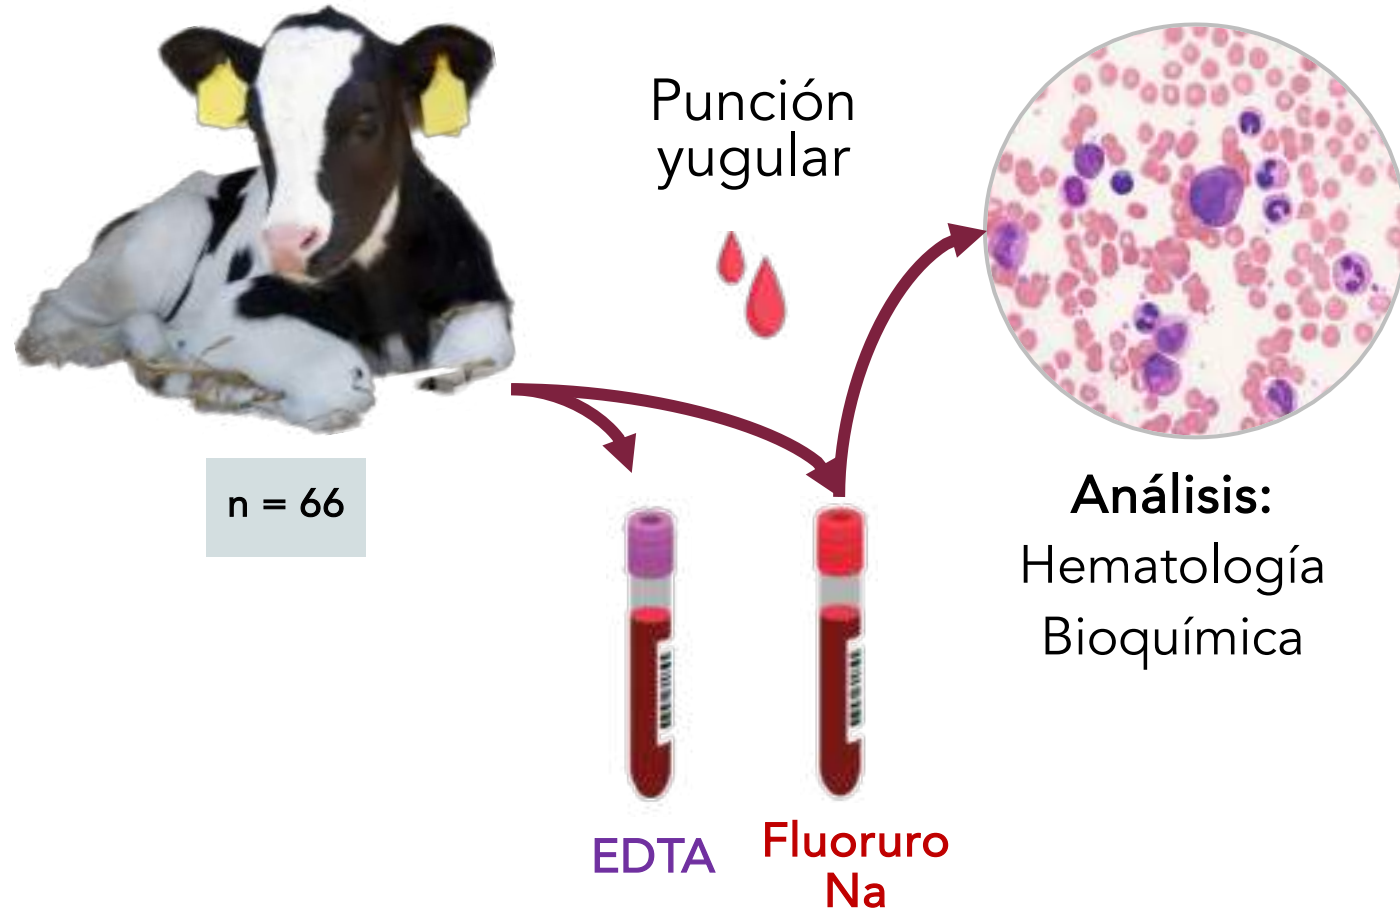 Punción
yugular
n = 66
Análisis:
Hematología
Bioquímica
EDTA
Fluoruro
Na